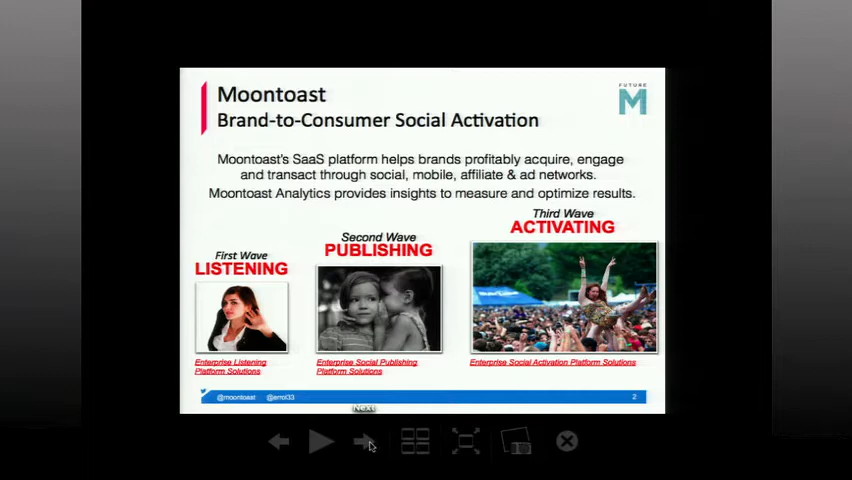 Moontoast
Brand-to-Consumer Social Activation
FUTURE
M
Moontoast's SaaS platform helps brands profitably acquire, engage
and transact through social, mobile, affiliate & ad networks.
Moontoast Analytics provides insights to measure and optimize results.
First Wave
LISTENING
Enterprise Listening
Platform Solutions
Second Wave
PUBLISHING
Enterprise Social Publishing
Platform Solutions
Third Wave
ACTIVATING
Enterprise Social Activation Platform Solutions
@moontoast @errol33
2
Next